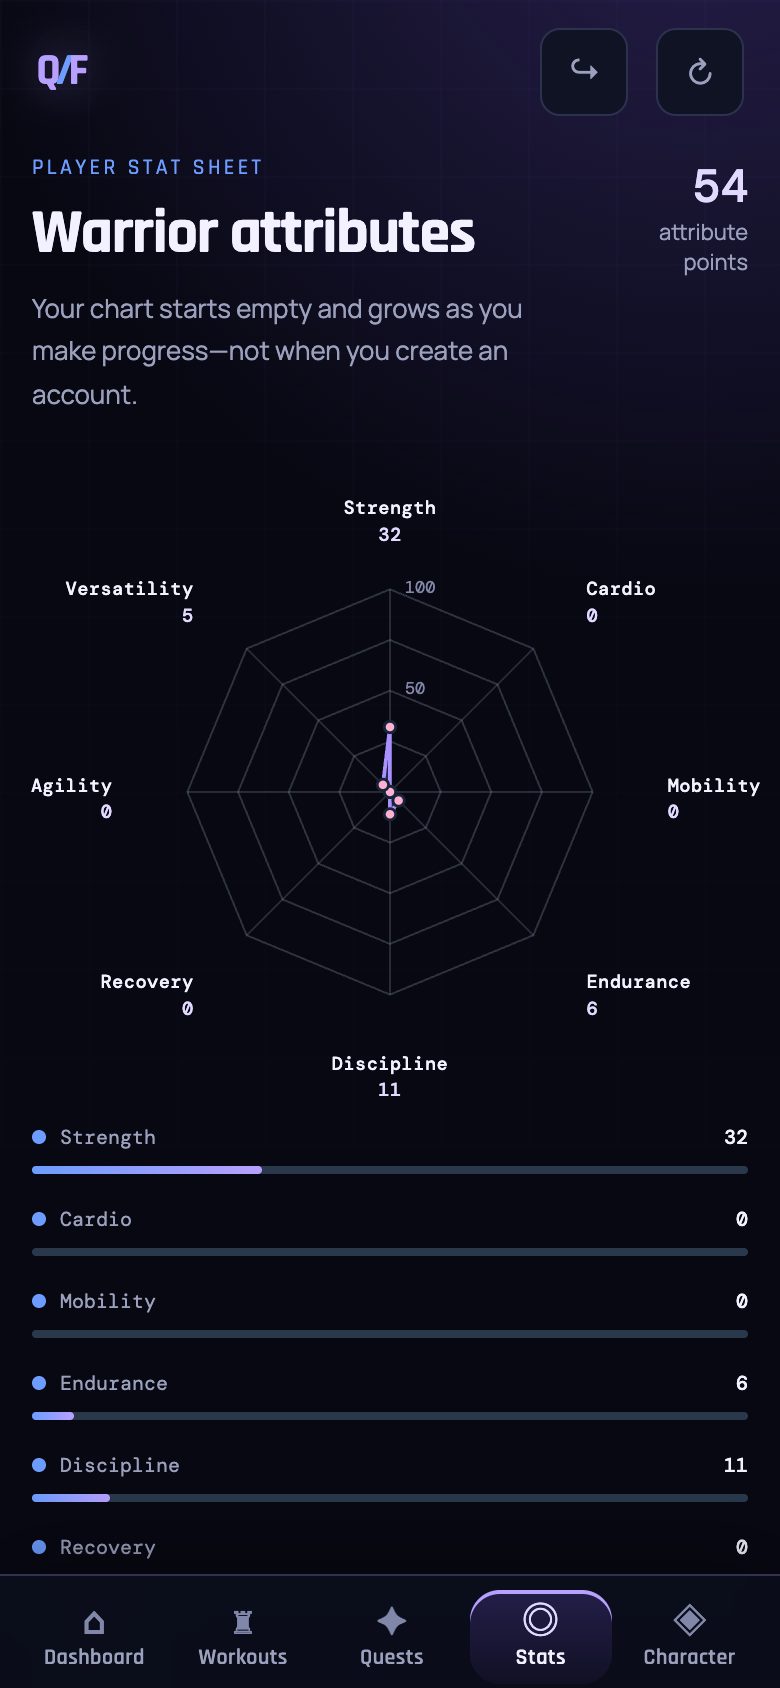 Q/F
PLAYER STAT SHEET
Warrior attributes
54
attribute
points
Your chart starts empty and grows as you
make progress—not when you create an
account.
Strength
32
Versatility
5
Cardio
0
100
50
Agility
0
Mobility
0
Recovery
0
Endurance
6
Discipline
11
Strength 32
Cardio 0
Mobility 0
Endurance 6
Discipline 11
Recovery 0
Dashboard Workouts Quests Stats Character